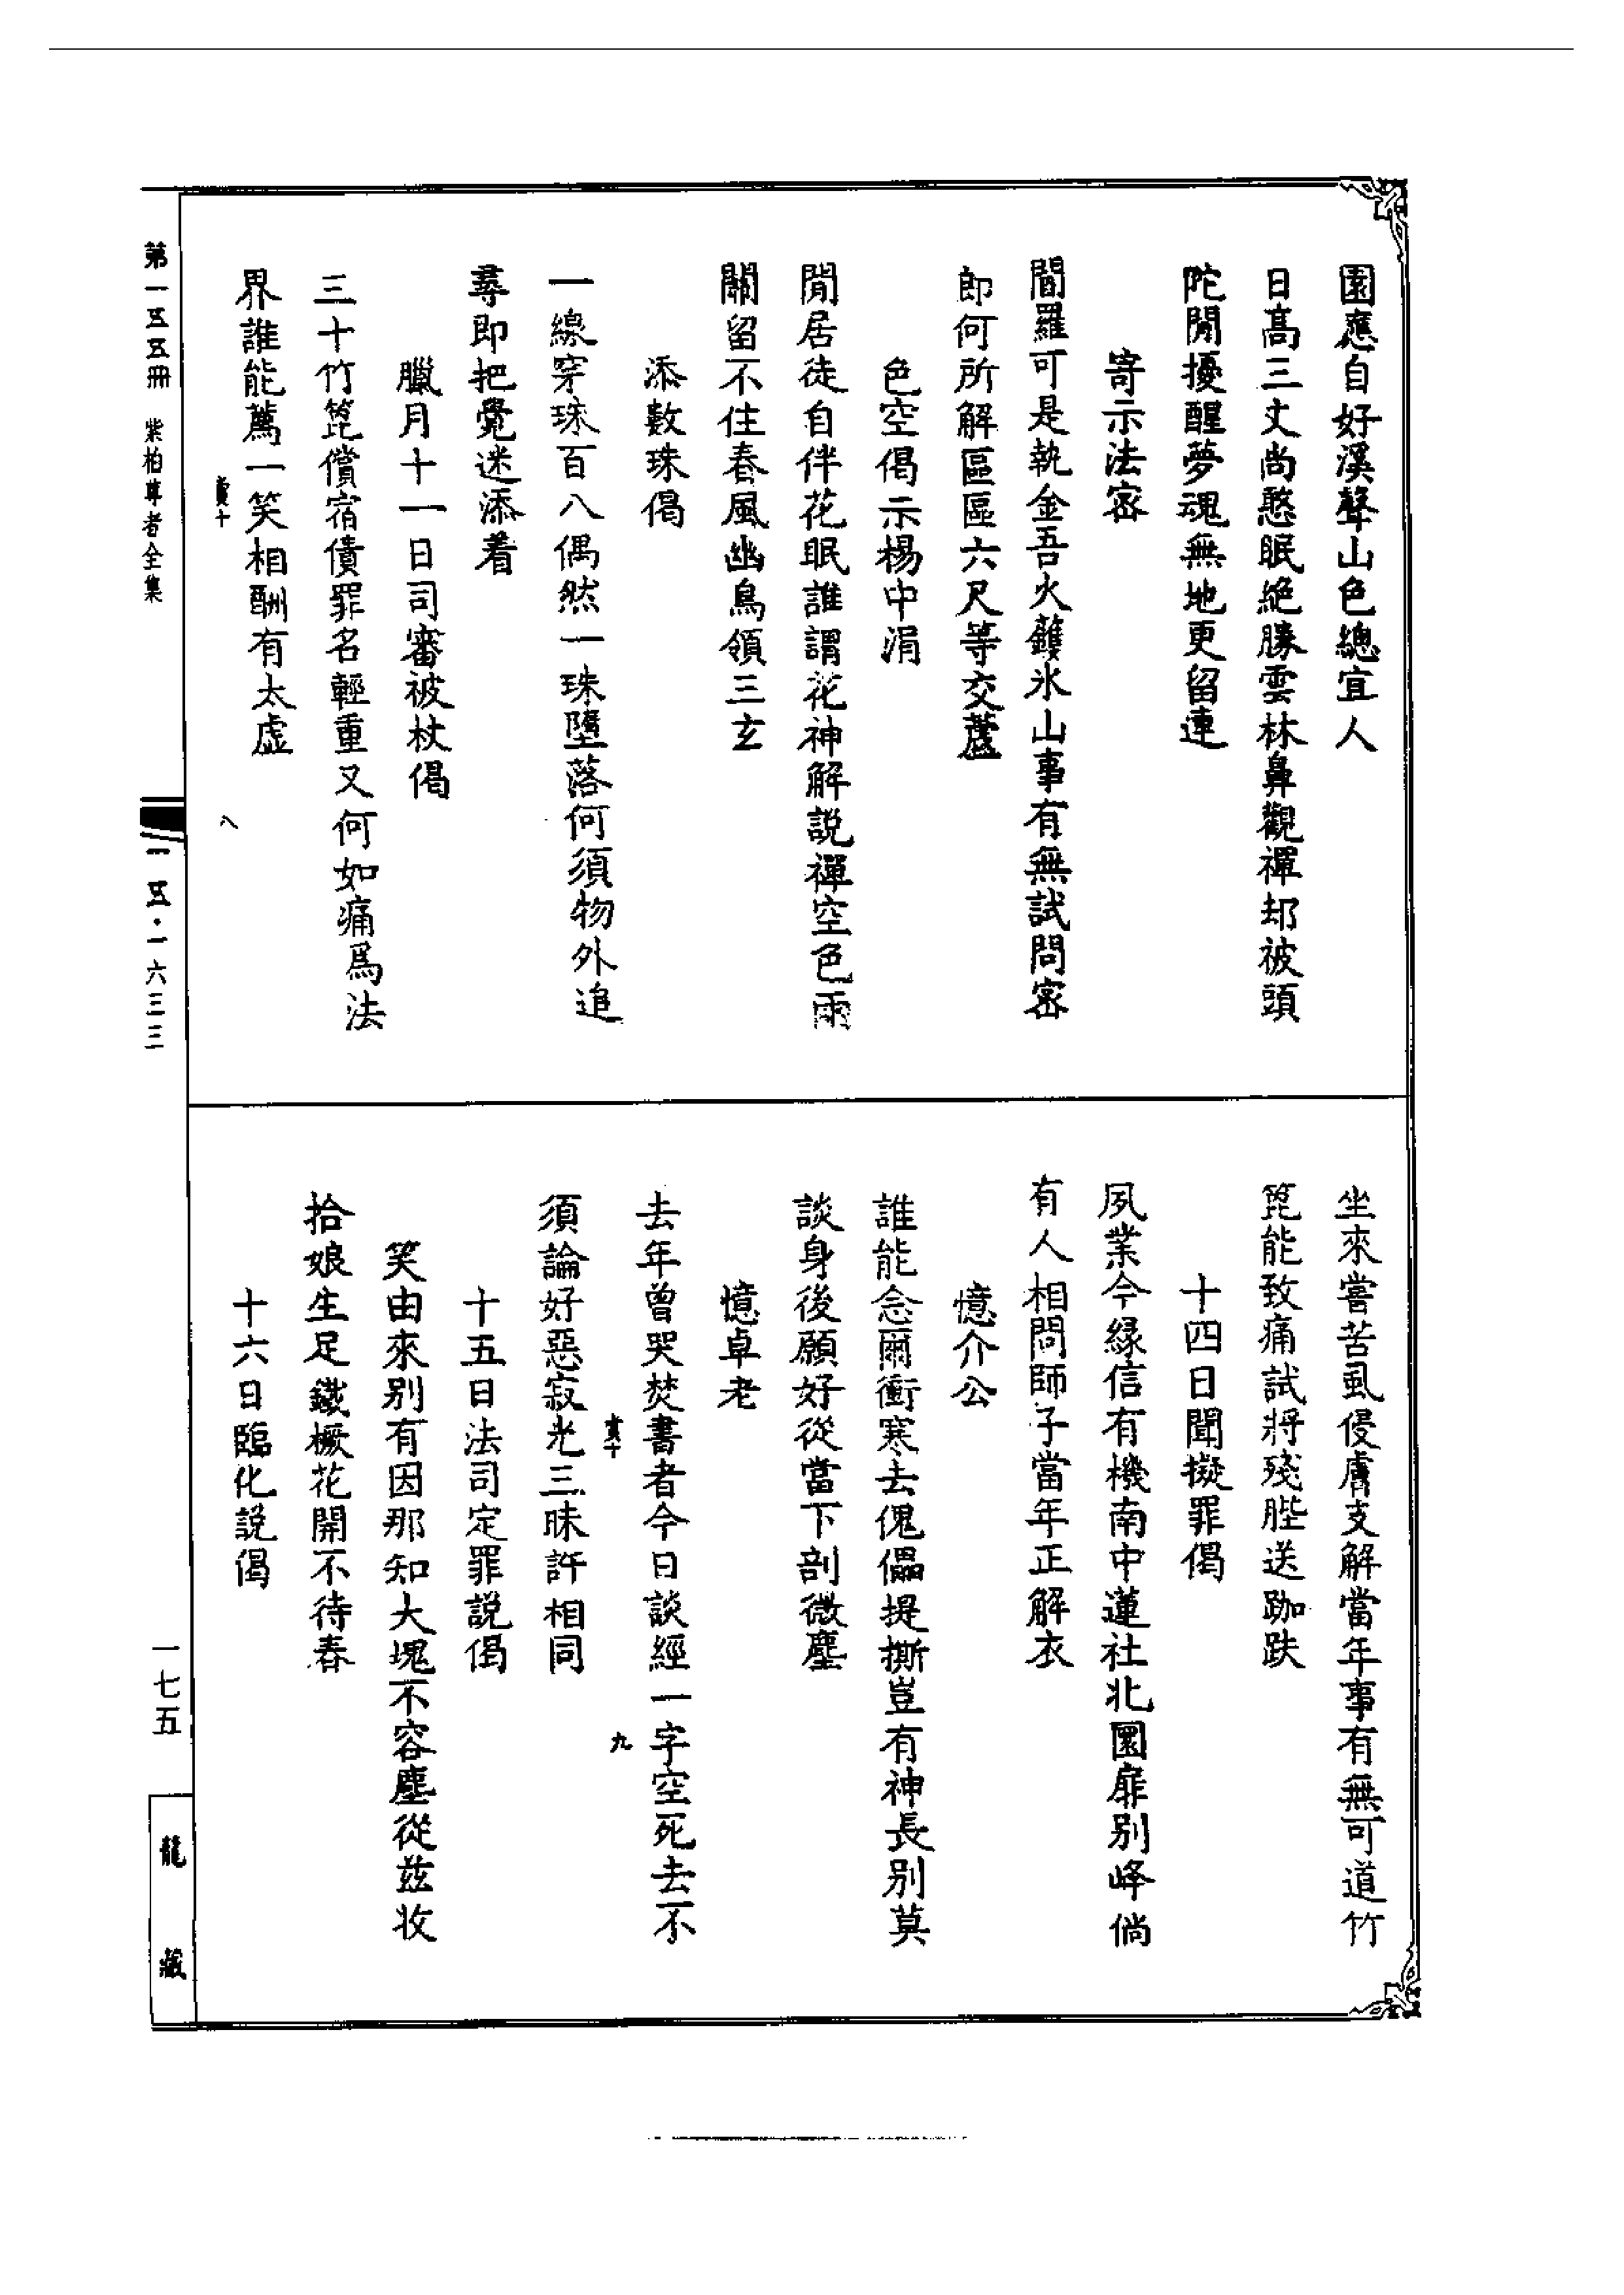 園應自好溪聲山色總宜人
日高三丈尚憨眠絕勝雲林鼻觀禪却被頭
陀閒擾醒夢魂無地更留連
寄示法密
閻羅可是執金吾火鑊氷山事有無試問密
郎何所解區區六尺等交蘆
色空偈示楊中涓
閒居徒自伴花眠誰謂花神解説禪空色兩
關留不住春風幽鳥領三玄
添數珠偈
一線穿珠百八偶然一珠墮落何須物外追
尋即把覺迷添着
臘月十一日司審被杖偈
三十竹篦償宿債罪名輕重又何如痛爲法
界誰能薦一笑相酬有太虛
八
坐來嘗苦虱侵膚支解當年事有無可道竹
篦能致痛試將殘胜送跏趺
十四日聞擬罪偈
夙業今緣信有機南中蓮社北圜扉别峰倘
有人相問師子當年正解衣
憶介公
誰能念爾衝寒去傀儡提撕豈有神長别莫
談身後願好從當下剖微塵
憶卓老
去年曾哭焚書者今日談經一字空死去不
九
須論好惡寂光三昧許相同
十五日法司定罪説偈
笑由來别有因那知大塊不容塵從兹收
拾娘生足鐵橛花開不待春
十六日臨化説偈
第一五五冊　紫柏尊者全集
一五·一六三三
一七五
龍藏